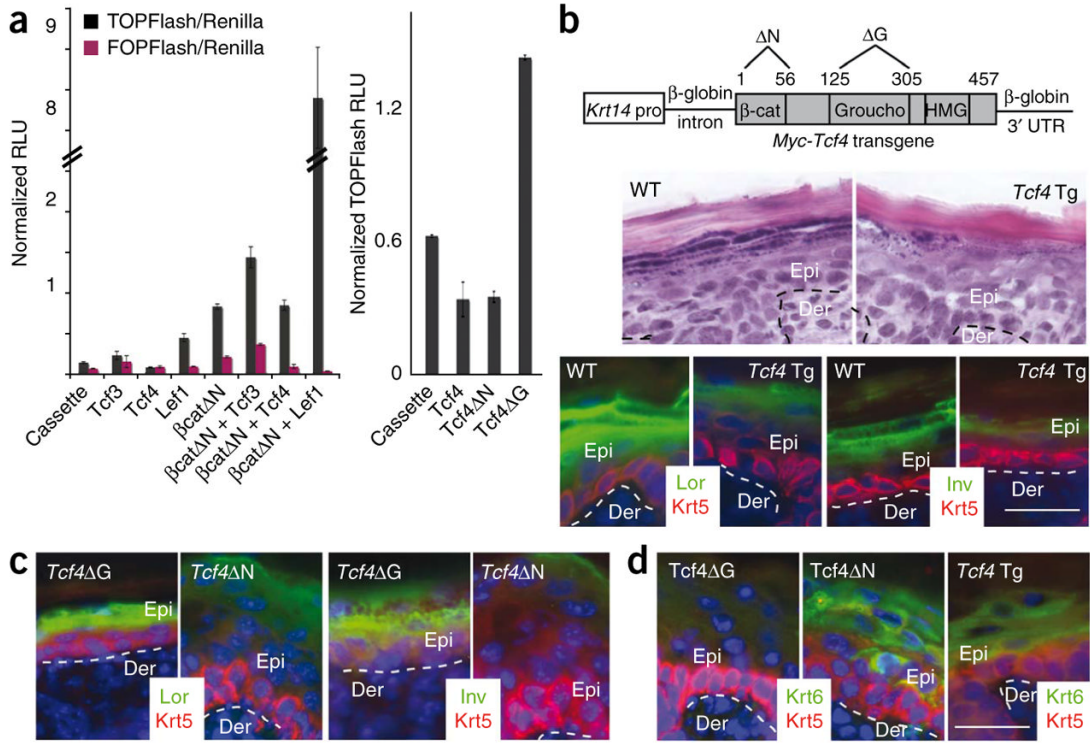 a
9
8
2
1
0
Normalized RLU
TOPFlash/Renilla
FOPFlash/Renilla
Cassette
Tcf3
Tcf4
Lef1
βcatΔN
βcatΔN + Tcf3
βcatΔN + Tcf4
βcatΔN + Lef1
Normalized TOPFlash RLU
1.2
0.6
0
Cassette
Tcf4
Tcf4ΔN
Tcf4ΔG
b
ΔN ΔG
1 56 125 305 457
Krt14 pro β-globin intron β-cat Groucho HMG β-globin 3′ UTR
Myc-Tcf4 transgene
WT Tcf4 Tg
Epi Epi
Der Der
WT Tcf4 Tg WT Tcf4 Tg
Epi Epi Epi Epi
Der Lor Krt5 Der Der Inv Krt5 Der
c
Tcf4ΔG Tcf4ΔN Tcf4ΔG Tcf4ΔN
Epi Epi Epi Epi
Der Lor Krt5 Der Der Inv Krt5
d
Tcf4ΔG Tcf4ΔN Tcf4 Tg
Epi Epi Epi
Der Krt6 Krt5 Der Der Krt6 Krt5